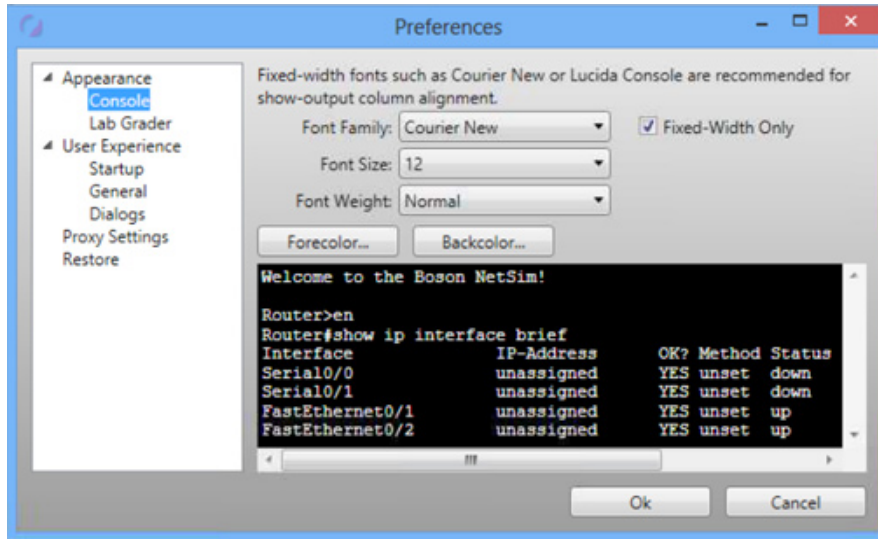 Preferences
Appearance
Console
Lab Grader
User Experience
Startup
General
Dialogs
Proxy Settings
Restore
Fixed-width fonts such as Courier New or Lucida Console are recommended for
show-output column alignment.
Font Family: Courier New Fixed-Width Only
Font Size: 12
Font Weight: Normal
Forecolor... Backcolor...
Welcome to the Boson NetSim!
Router>en
Router#show ip interface brief
Interface IP-Address OK? Method Status
Serial0/0 unassigned YES unset down
Serial0/1 unassigned YES unset down
FastEthernet0/1 unassigned YES unset up
FastEthernet0/2 unassigned YES unset up
Ok Cancel